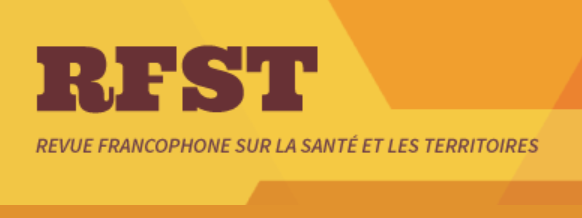 RFST
REVUE FRANCOPHONE SUR LA SANTÉ ET LES TERRITOIRES